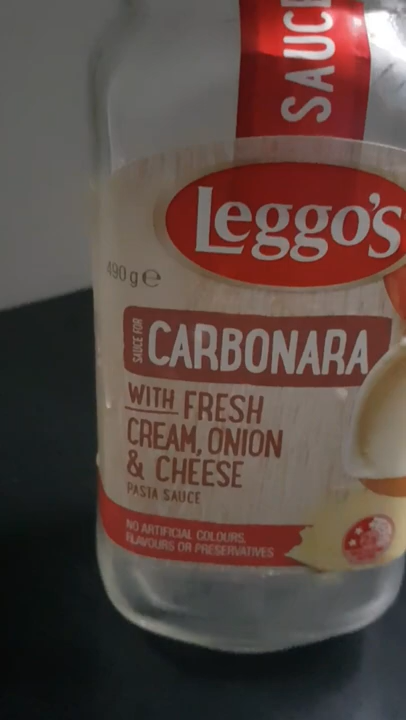 SAUCE
Leggo's
490g e
SAUCE FOR
CARBONARA
WITH FRESH
CREAM, ONION
& CHEESE
PASTA SAUCE
NO ARTIFICIAL COLOURS,
FLAVOURS OR PRESERVATIVES